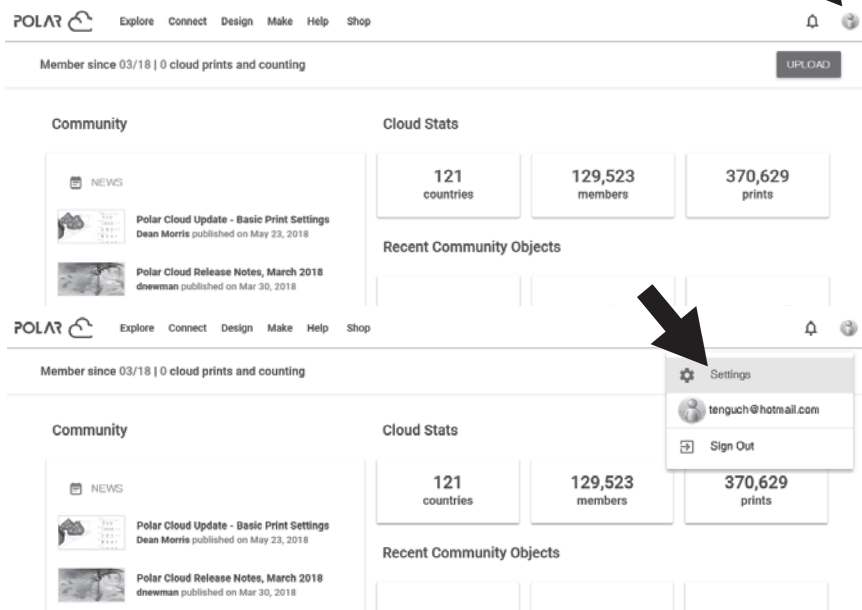 POLAR Explore Connect Design Make Help Shop
Member since 03/18 | 0 cloud prints and counting UPLOAD
Community Cloud Stats
NEWS
121 129,523 370,629
countries members prints
Polar Cloud Update - Basic Print Settings
Dean Morris published on May 23, 2018
Recent Community Objects
Polar Cloud Release Notes, March 2018
dnewman published on Mar 30, 2018
POLAR Explore Connect Design Make Help Shop
Member since 03/18 | 0 cloud prints and counting
Settings
tenguch@hotmail.com
Sign Out
Community Cloud Stats
NEWS
121 129,523 370,629
countries members prints
Polar Cloud Update - Basic Print Settings
Dean Morris published on May 23, 2018
Recent Community Objects
Polar Cloud Release Notes, March 2018
dnewman published on Mar 30, 2018